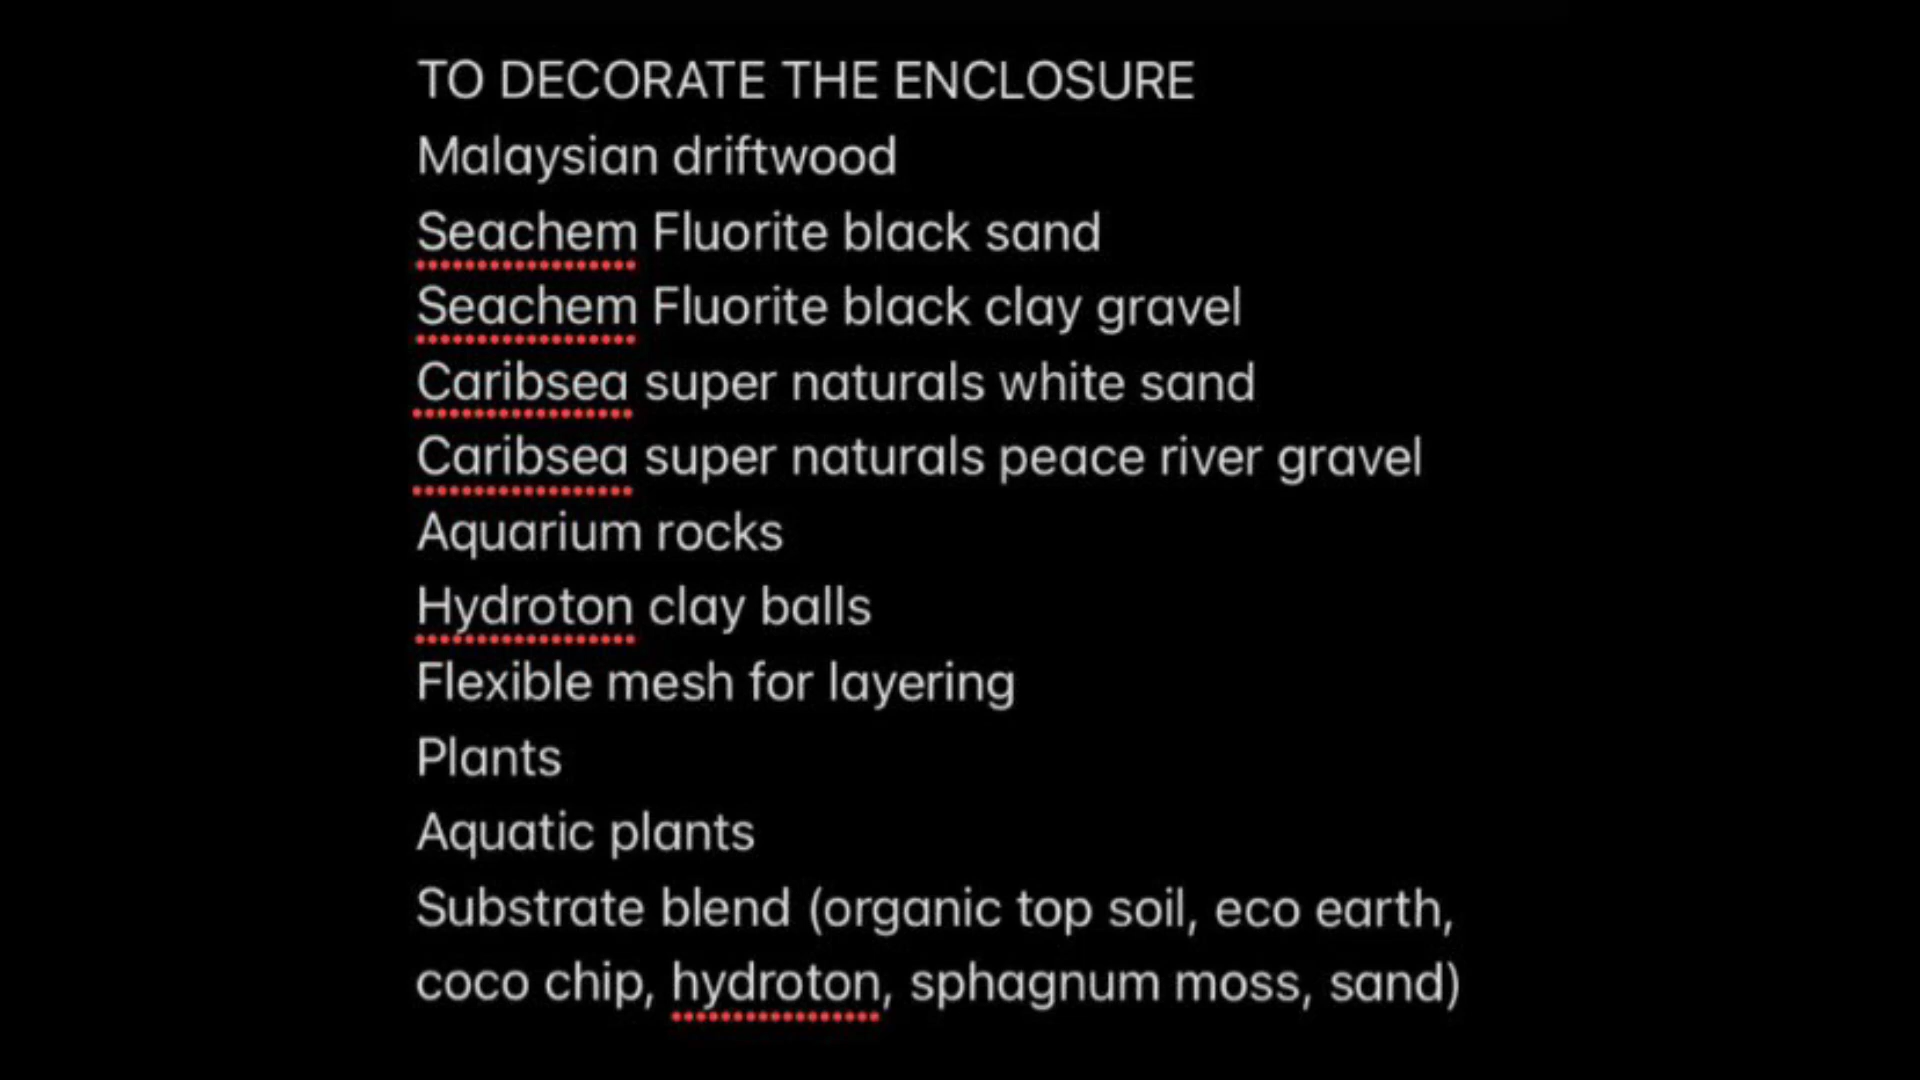 TO DECORATE THE ENCLOSURE
Malaysian driftwood
Seachem Fluorite black sand
Seachem Fluorite black clay gravel
Caribsea super naturals white sand
Caribsea super naturals peace river gravel
Aquarium rocks
Hydroton clay balls
Flexible mesh for layering
Plants
Aquatic plants
Substrate blend (organic top soil, eco earth,
coco chip, hydroton, sphagnum moss, sand)